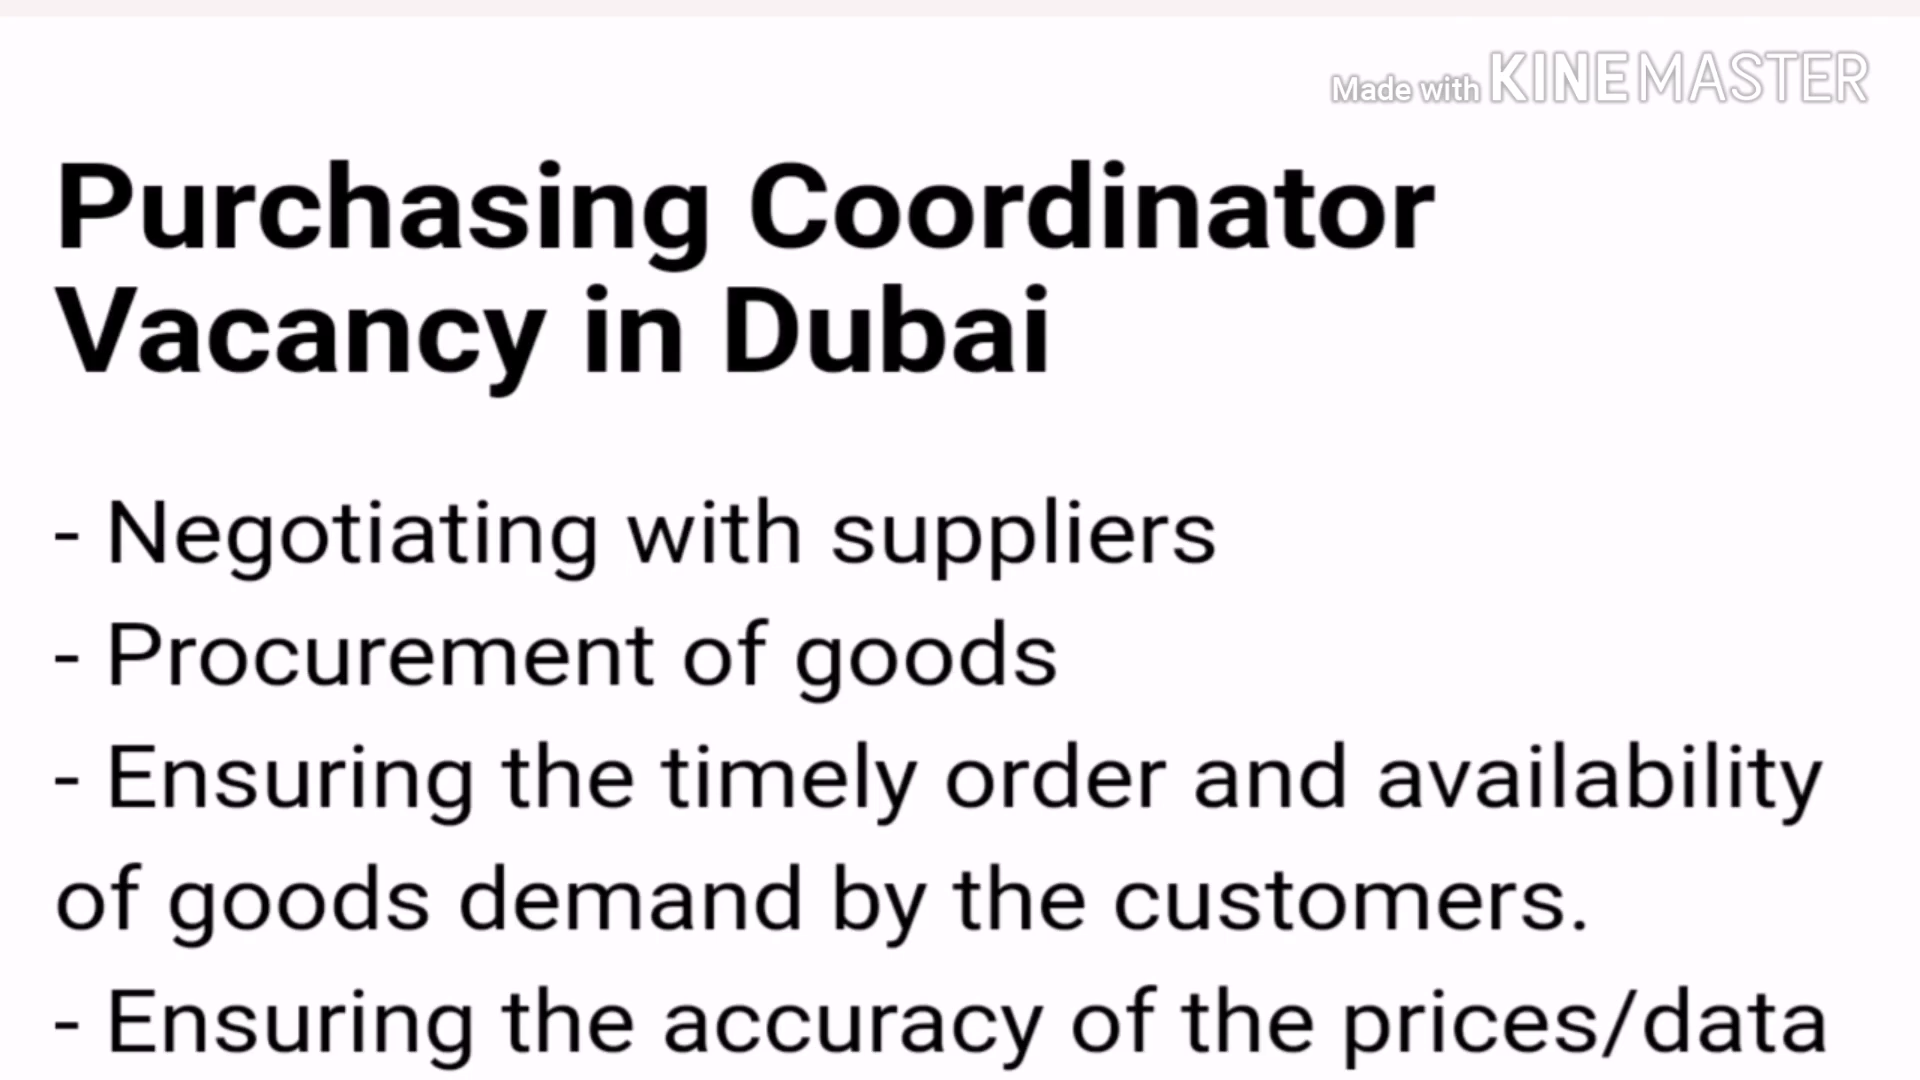 Made with KINEMASTER
Purchasing Coordinator
Vacancy in Dubai
- Negotiating with suppliers
- Procurement of goods
- Ensuring the timely order and availability
of goods demand by the customers.
- Ensuring the accuracy of the prices/data